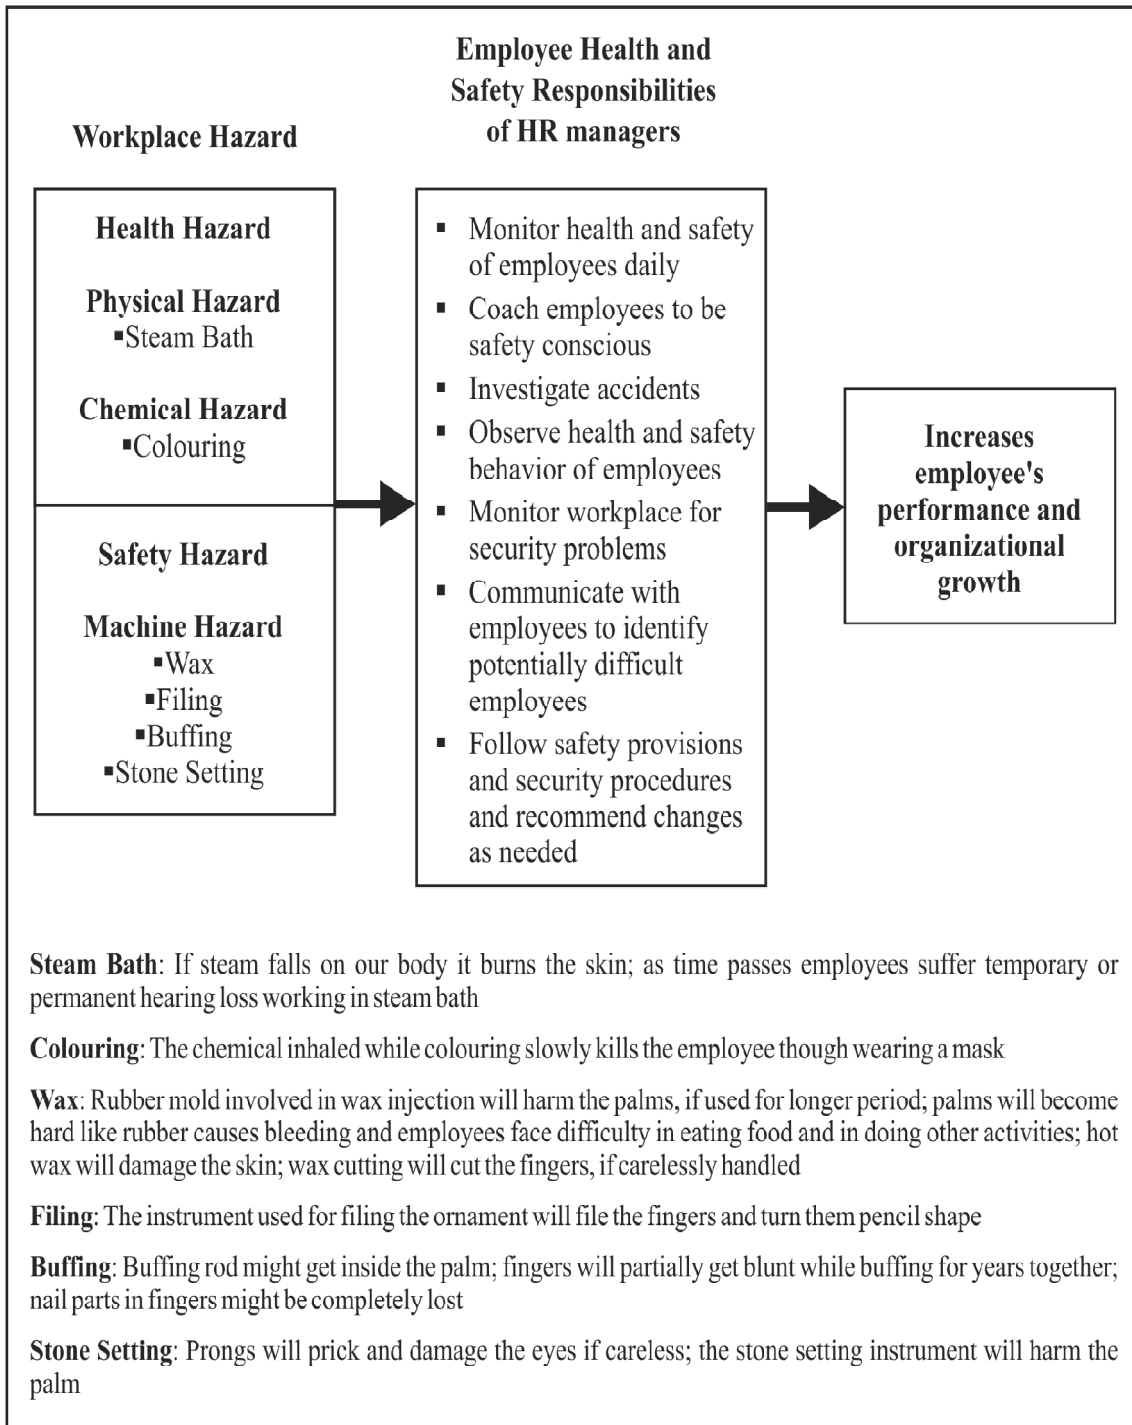 Employee Health and
Safety Responsibilities
of HR managers
Workplace Hazard
Health Hazard
Physical Hazard
▪Steam Bath
Chemical Hazard
▪Colouring
Safety Hazard
Machine Hazard
▪Wax
▪Filing
▪Buffing
▪Stone Setting
▪ Monitor health and safety
of employees daily
▪ Coach employees to be
safety conscious
▪ Investigate accidents
▪ Observe health and safety
behavior of employees
▪ Monitor workplace for
security problems
▪ Communicate with
employees to identify
potentially difficult
employees
▪ Follow safety provisions
and security procedures
and recommend changes
as needed
Increases
employee's
performance and
organizational
growth
Steam Bath: If steam falls on our body it burns the skin; as time passes employees suffer temporary or
permanent hearing loss working in steam bath
Colouring: The chemical inhaled while colouring slowly kills the employee though wearing a mask
Wax: Rubber mold involved in wax injection will harm the palms, if used for longer period; palms will become
hard like rubber causes bleeding and employees face difficulty in eating food and in doing other activities; hot
wax will damage the skin; wax cutting will cut the fingers, if carelessly handled
Filing: The instrument used for filing the ornament will file the fingers and turn them pencil shape
Buffing: Buffing rod might get inside the palm; fingers will partially get blunt while buffing for years together;
nail parts in fingers might be completely lost
Stone Setting: Prongs will prick and damage the eyes if careless; the stone setting instrument will harm the
palm